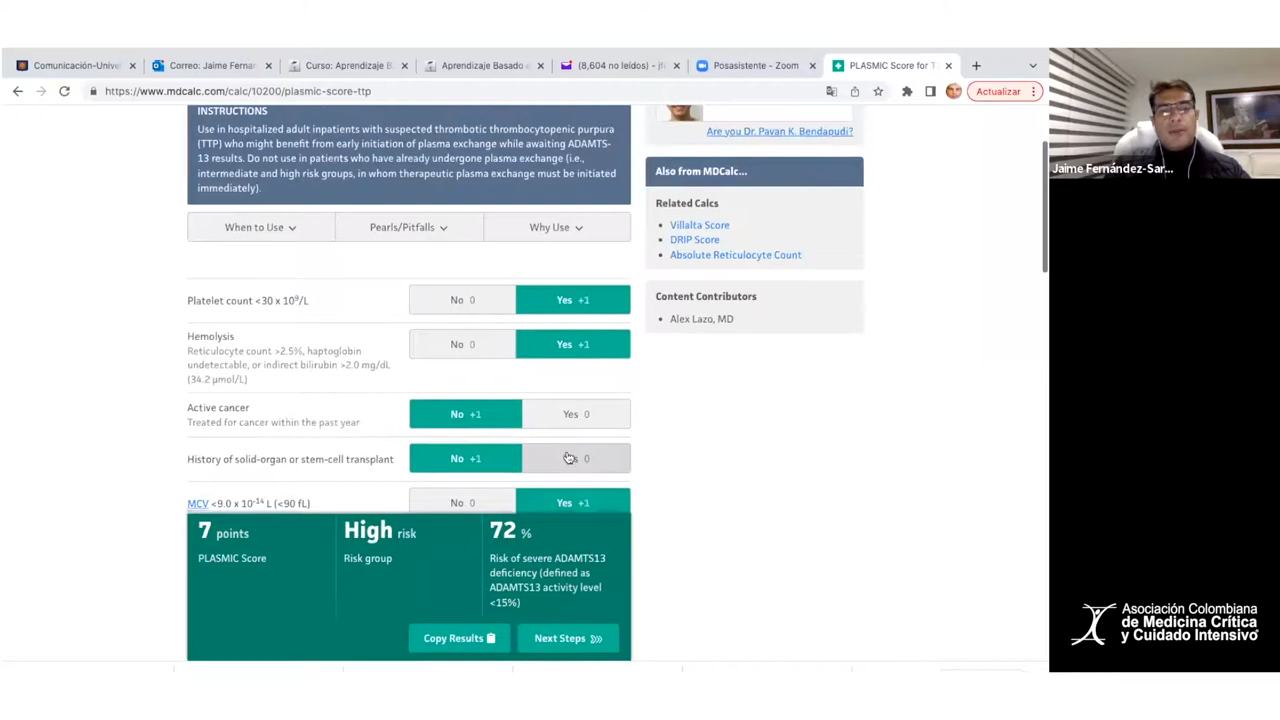 Comunicación-Unive
Correo: Jaime Fernan
Curso: Aprendizaje B
Aprendizaje Basado e
(8,604 no leídos) - jf
Posasistente - Zoom
PLASMIC Score for T
https://www.mdcalc.com/calc/10200/plasmic-score-ttp
Actualizar
INSTRUCTIONS
Use in hospitalized adult inpatients with suspected thrombotic thrombocytopenic purpura
(TTP) who might benefit from early initiation of plasma exchange while awaiting ADAMTS-
13 results. Do not use in patients who have already undergone plasma exchange (i.e.,
intermediate and high risk groups, in whom therapeutic plasma exchange must be initiated
immediately).
When to Use
Pearls/Pitfalls
Why Use
Platelet count <30 x 10⁹/L
No 0
Yes +1
Hemolysis
Reticulocyte count >2.5%, haptoglobin
undetectable, or indirect bilirubin >2.0 mg/dL
(34.2 µmol/L)
No 0
Yes +1
Active cancer
Treated for cancer within the past year
No +1
Yes 0
History of solid-organ or stem-cell transplant
No +1
0
MCV <9.0 x 10⁻¹⁴ L (<90 fL)
No 0
Yes +1
7 points
PLASMIC Score
High risk
Risk group
72 %
Risk of severe ADAMTS13
deficiency (defined as
ADAMTS13 activity level
<15%)
Copy Results
Next Steps
Are you Dr. Pavan K. Bendapudi?
Also from MDCalc...
Related Calcs
Villalta Score
DRIP Score
Absolute Reticulocyte Count
Content Contributors
Alex Lazo, MD
Jaime Fernández-Sar...
Asociación Colombiana
de Medicina Crítica
y Cuidado Intensivo